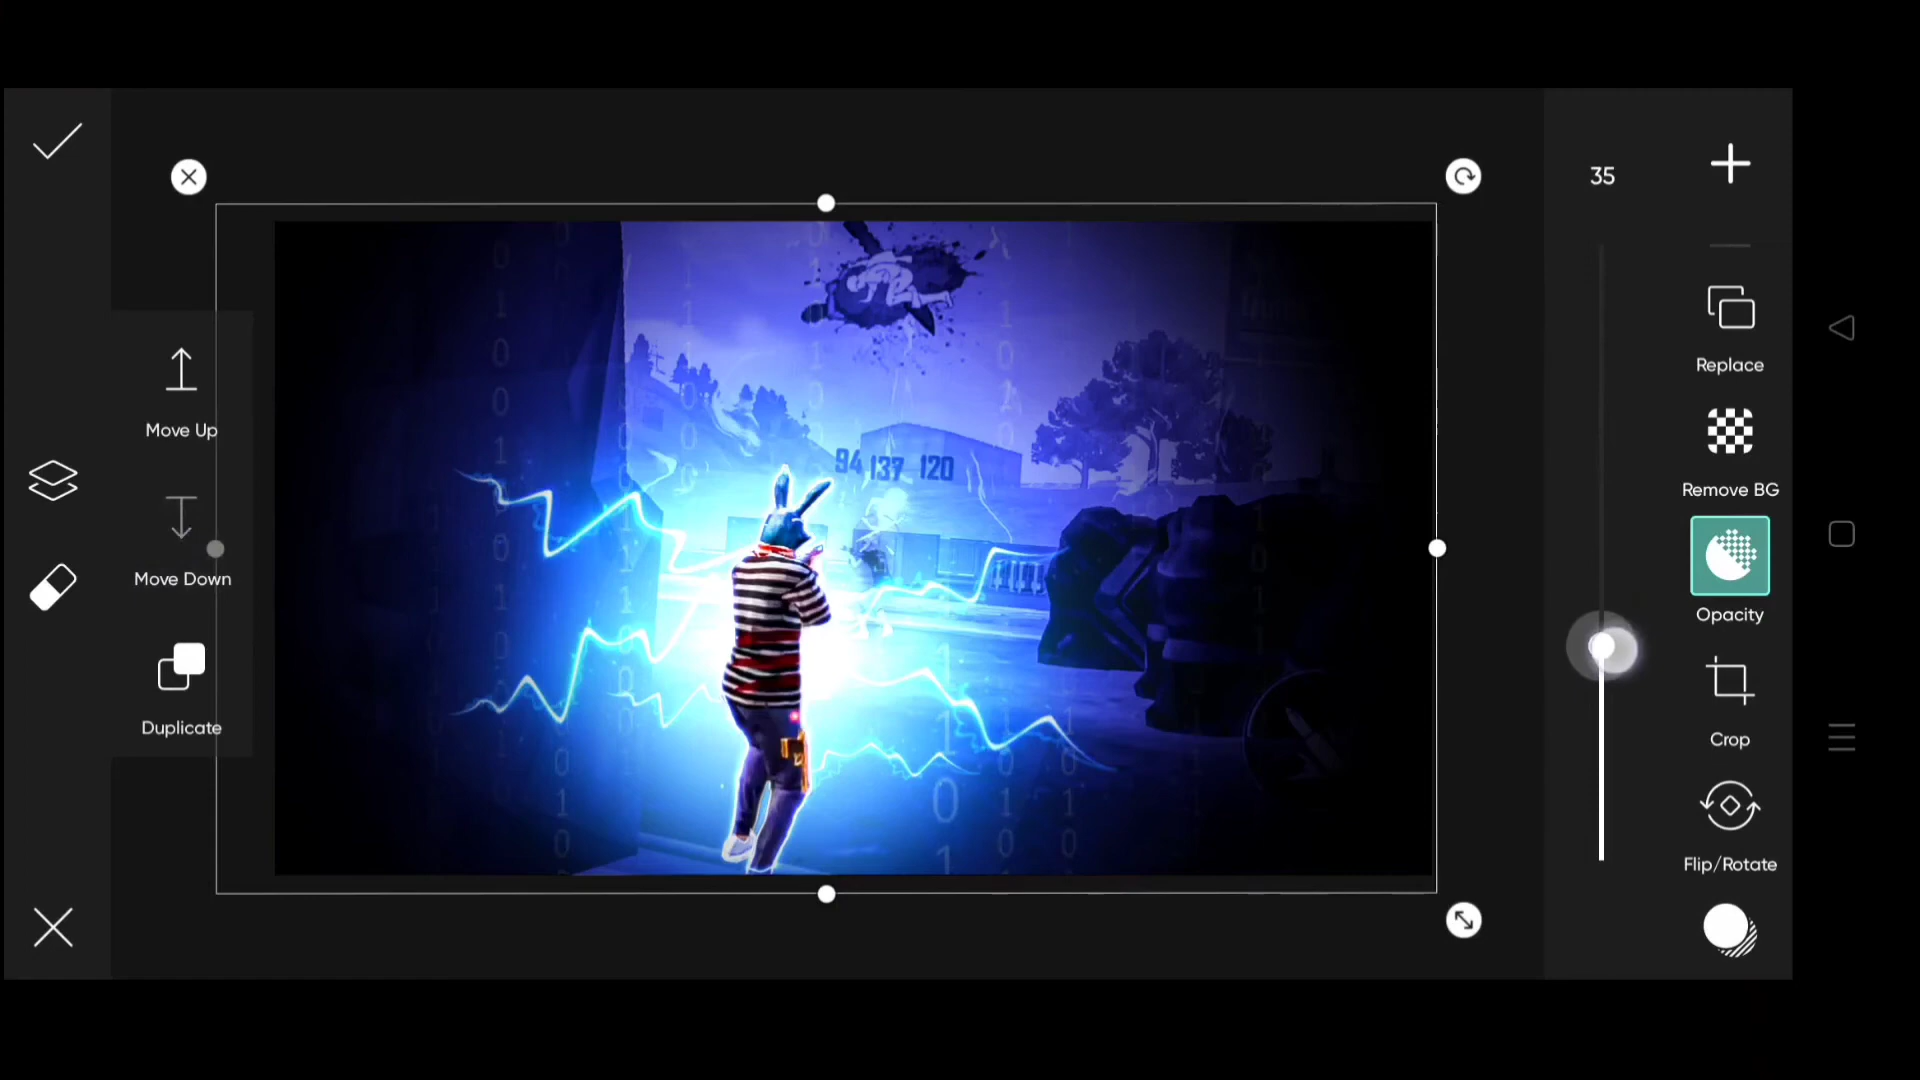 35
Replace
Move Up
94 137 120
Remove BG
Move Down
Opacity
Duplicate
Crop
Flip/Rotate